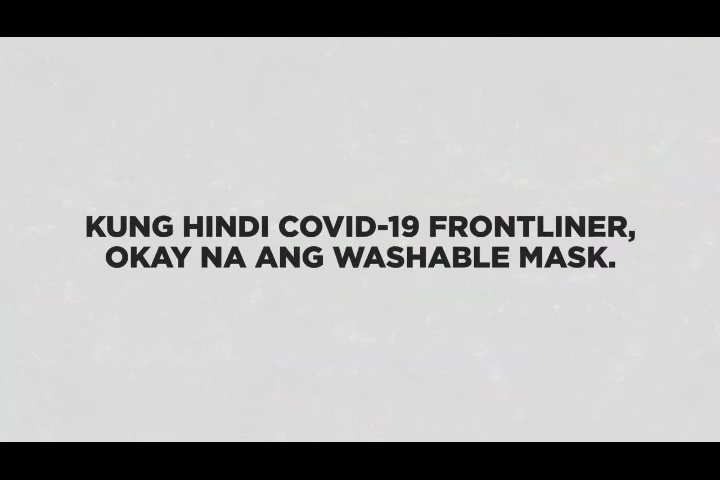 KUNG HINDI COVID-19 FRONTLINER,
OKAY NA ANG WASHABLE MASK.